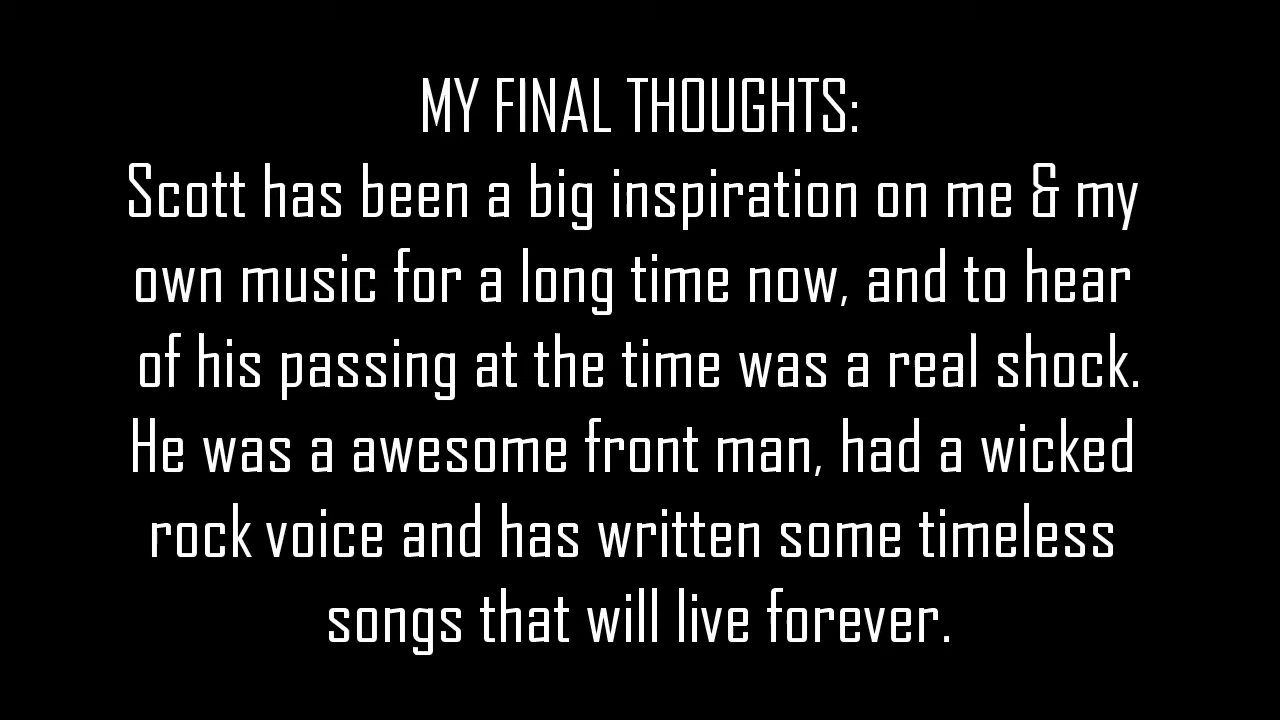 MY FINAL THOUGHTS:
Scott has been a big inspiration on me & my
own music for a long time now, and to hear
of his passing at the time was a real shock.
He was a awesome front man, had a wicked
rock voice and has written some timeless
songs that will live forever.